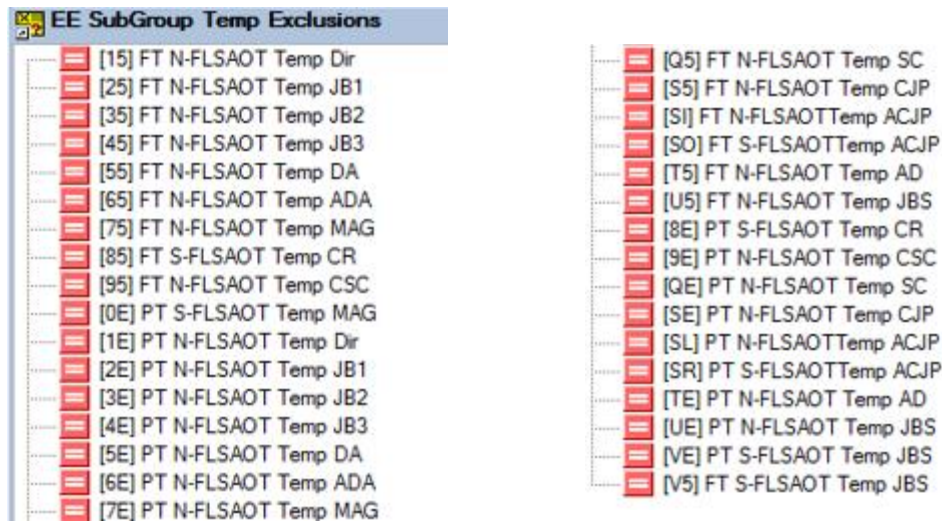 EE SubGroup Temp Exclusions
[15] FT N-FLSAOT Temp Dir
[25] FT N-FLSAOT Temp JB1
[35] FT N-FLSAOT Temp JB2
[45] FT N-FLSAOT Temp JB3
[55] FT N-FLSAOT Temp DA
[65] FT N-FLSAOT Temp ADA
[75] FT N-FLSAOT Temp MAG
[85] FT S-FLSAOT Temp CR
[95] FT N-FLSAOT Temp CSC
[0E] PT S-FLSAOT Temp MAG
[1E] PT N-FLSAOT Temp Dir
[2E] PT N-FLSAOT Temp JB1
[3E] PT N-FLSAOT Temp JB2
[4E] PT N-FLSAOT Temp JB3
[5E] PT N-FLSAOT Temp DA
[6E] PT N-FLSAOT Temp ADA
[7E] PT N-FLSAOT Temp MAG
[Q5] FT N-FLSAOT Temp SC
[S5] FT N-FLSAOT Temp CJP
[SI] FT N-FLSAOTTemp ACJP
[SO] FT S-FLSAOTTemp ACJP
[T5] FT N-FLSAOT Temp AD
[U5] FT N-FLSAOT Temp JBS
[8E] PT S-FLSAOT Temp CR
[9E] PT N-FLSAOT Temp CSC
[QE] PT N-FLSAOT Temp SC
[SE] PT N-FLSAOT Temp CJP
[SL] PT N-FLSAOTTemp ACJP
[SR] PT S-FLSAOTTemp ACJP
[TE] PT N-FLSAOT Temp AD
[UE] PT N-FLSAOT Temp JBS
[VE] PT S-FLSAOT Temp JBS
[V5] FT S-FLSAOT Temp JBS